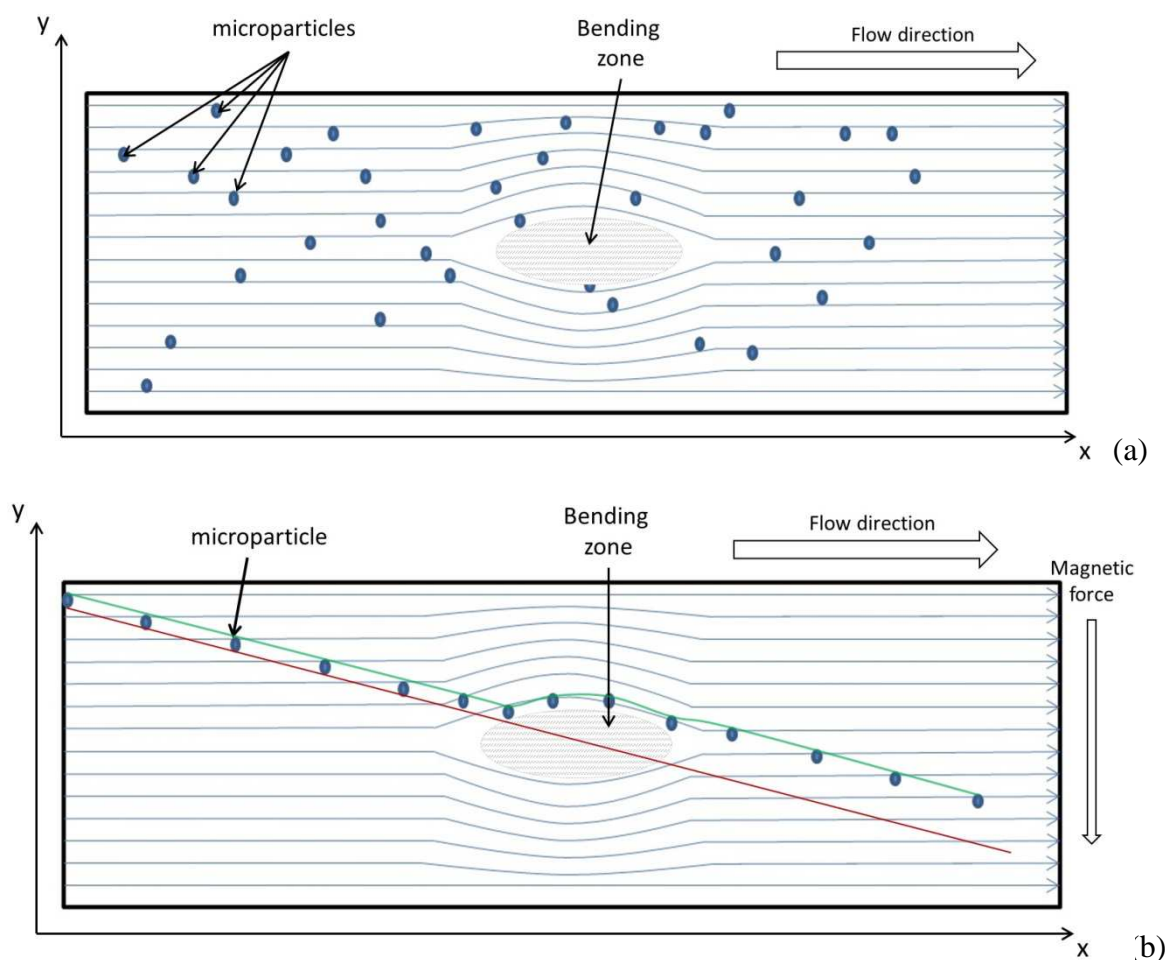 y
microparticles
Bending
zone
Flow direction
x
(a)
y
microparticle
Bending
zone
Flow direction
Magnetic
force
x
b)